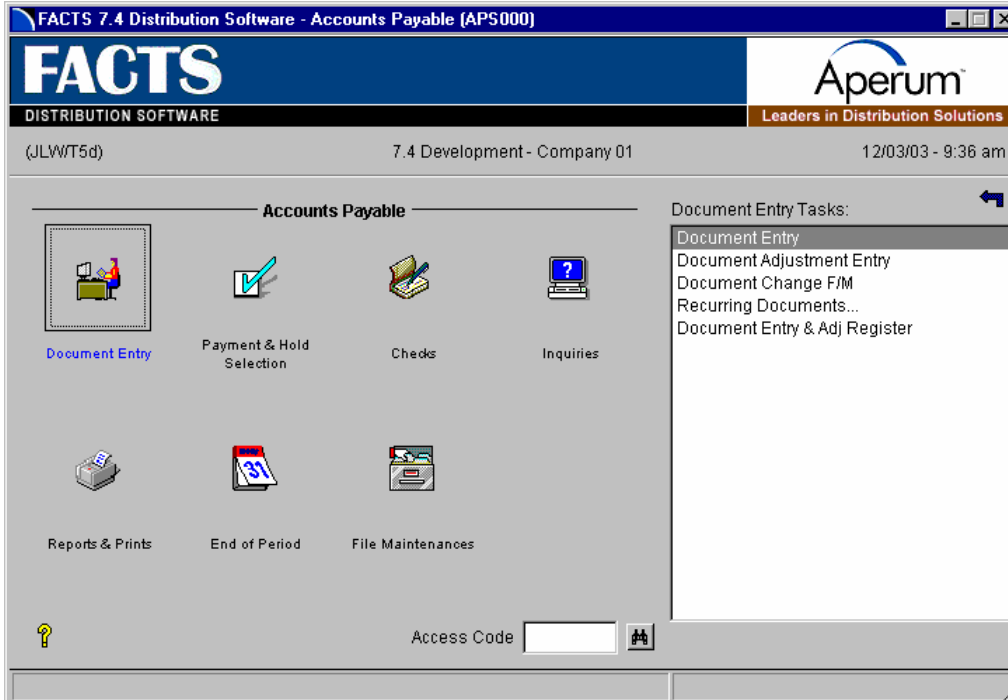 FACTS 7.4 Distribution Software - Accounts Payable (APS000)
FACTS
DISTRIBUTION SOFTWARE
Aperum™
Leaders in Distribution Solutions
(JLW/T5d)
7.4 Development - Company 01
12/03/03 - 9:36 am
Accounts Payable
Document Entry
Payment & Hold
Selection
Checks
?
Inquiries
31
Reports & Prints
End of Period
File Maintenances
Document Entry Tasks:
Document Entry
Document Adjustment Entry
Document Change F/M
Recurring Documents...
Document Entry & Adj Register
?
Access Code